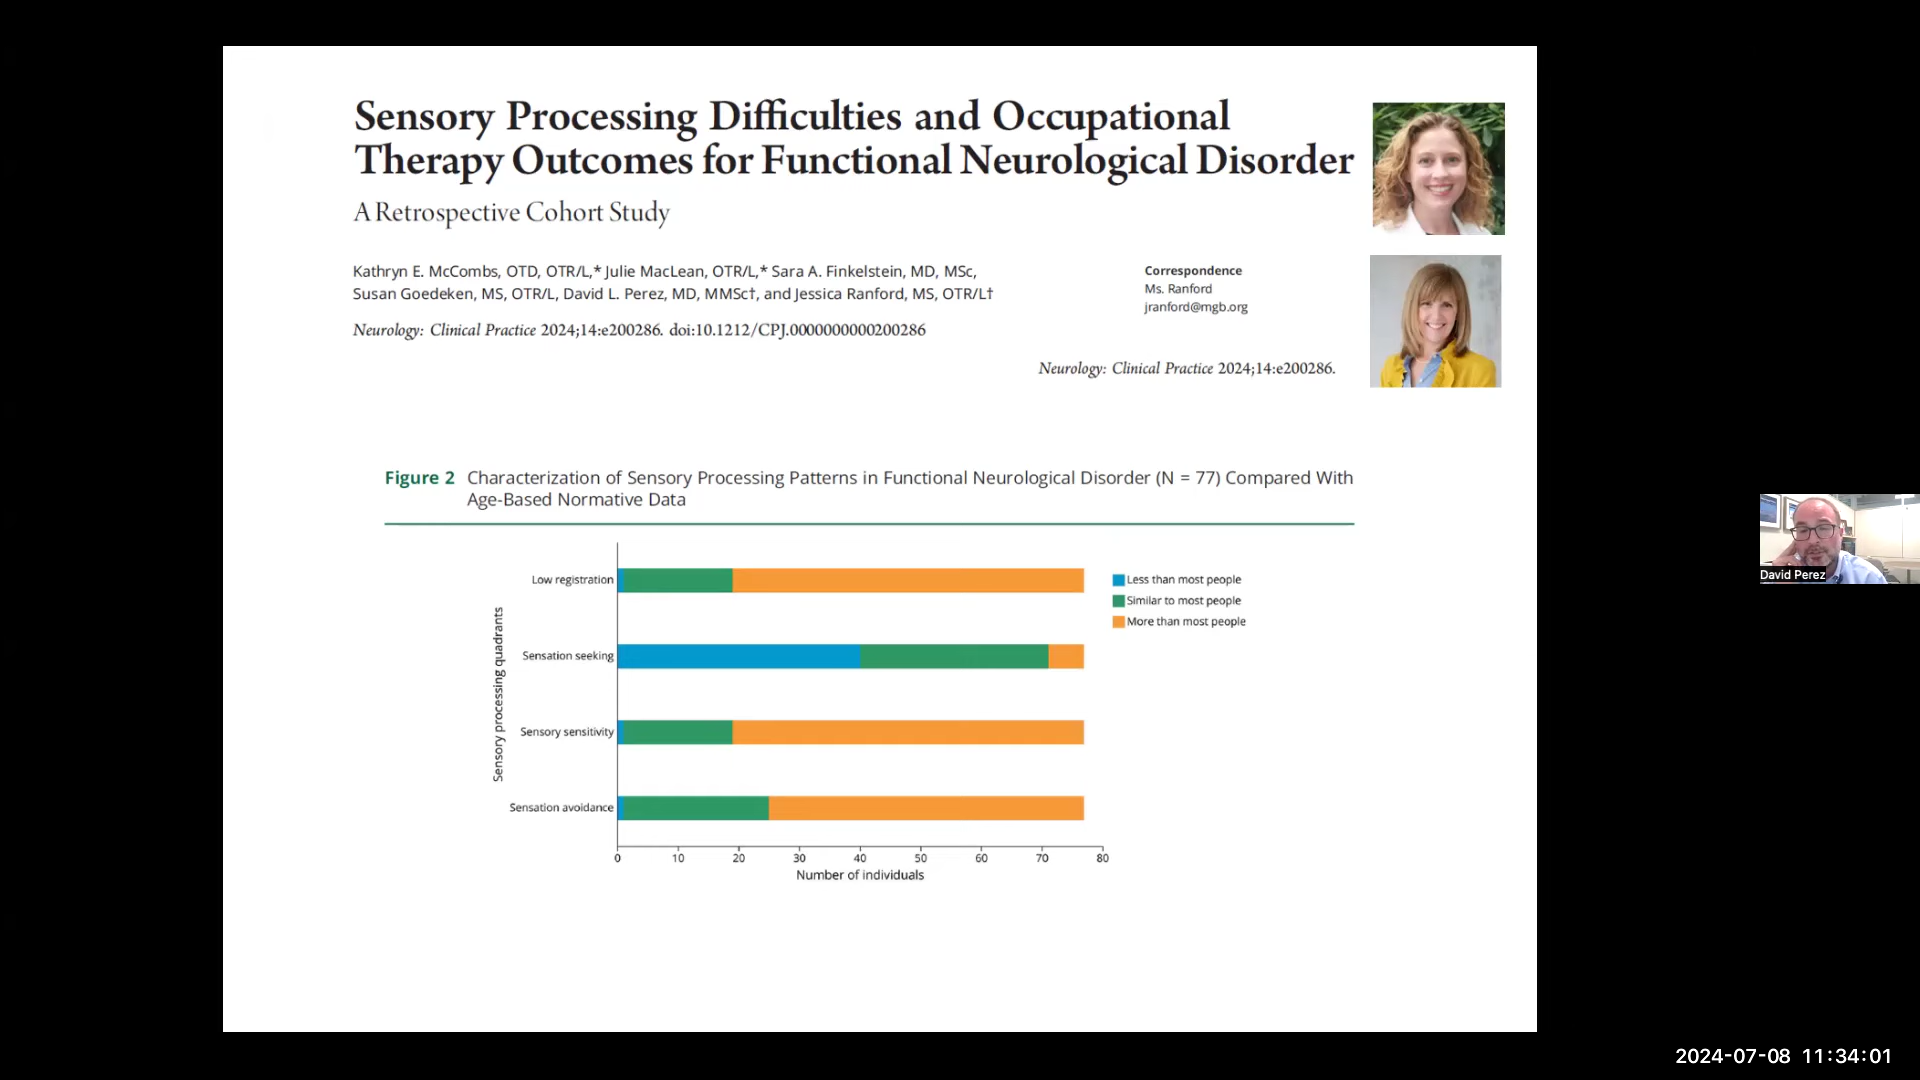 Sensory Processing Difficulties and Occupational
Therapy Outcomes for Functional Neurological Disorder
A Retrospective Cohort Study
Kathryn E. McCombs, OTD, OTR/L,* Julie MacLean, OTR/L,* Sara A. Finkelstein, MD, MSc,
Susan Goedeken, MS, OTR/L, David L. Perez, MD, MMSc†, and Jessica Ranford, MS, OTR/L†
Neurology: Clinical Practice 2024;14:e200286. doi:10.1212/CPJ.0000000000200286
Correspondence
Ms. Ranford
jranford@mgb.org
Neurology: Clinical Practice 2024;14:e200286.
Figure 2 Characterization of Sensory Processing Patterns in Functional Neurological Disorder (N = 77) Compared With
Age-Based Normative Data
Sensory processing quadrants
Low registration
Sensation seeking
Sensory sensitivity
Sensation avoidance
0 10 20 30 40 50 60 70 80
Number of individuals
Less than most people
Similar to most people
More than most people
David Perez
2024-07-08 11:34:01